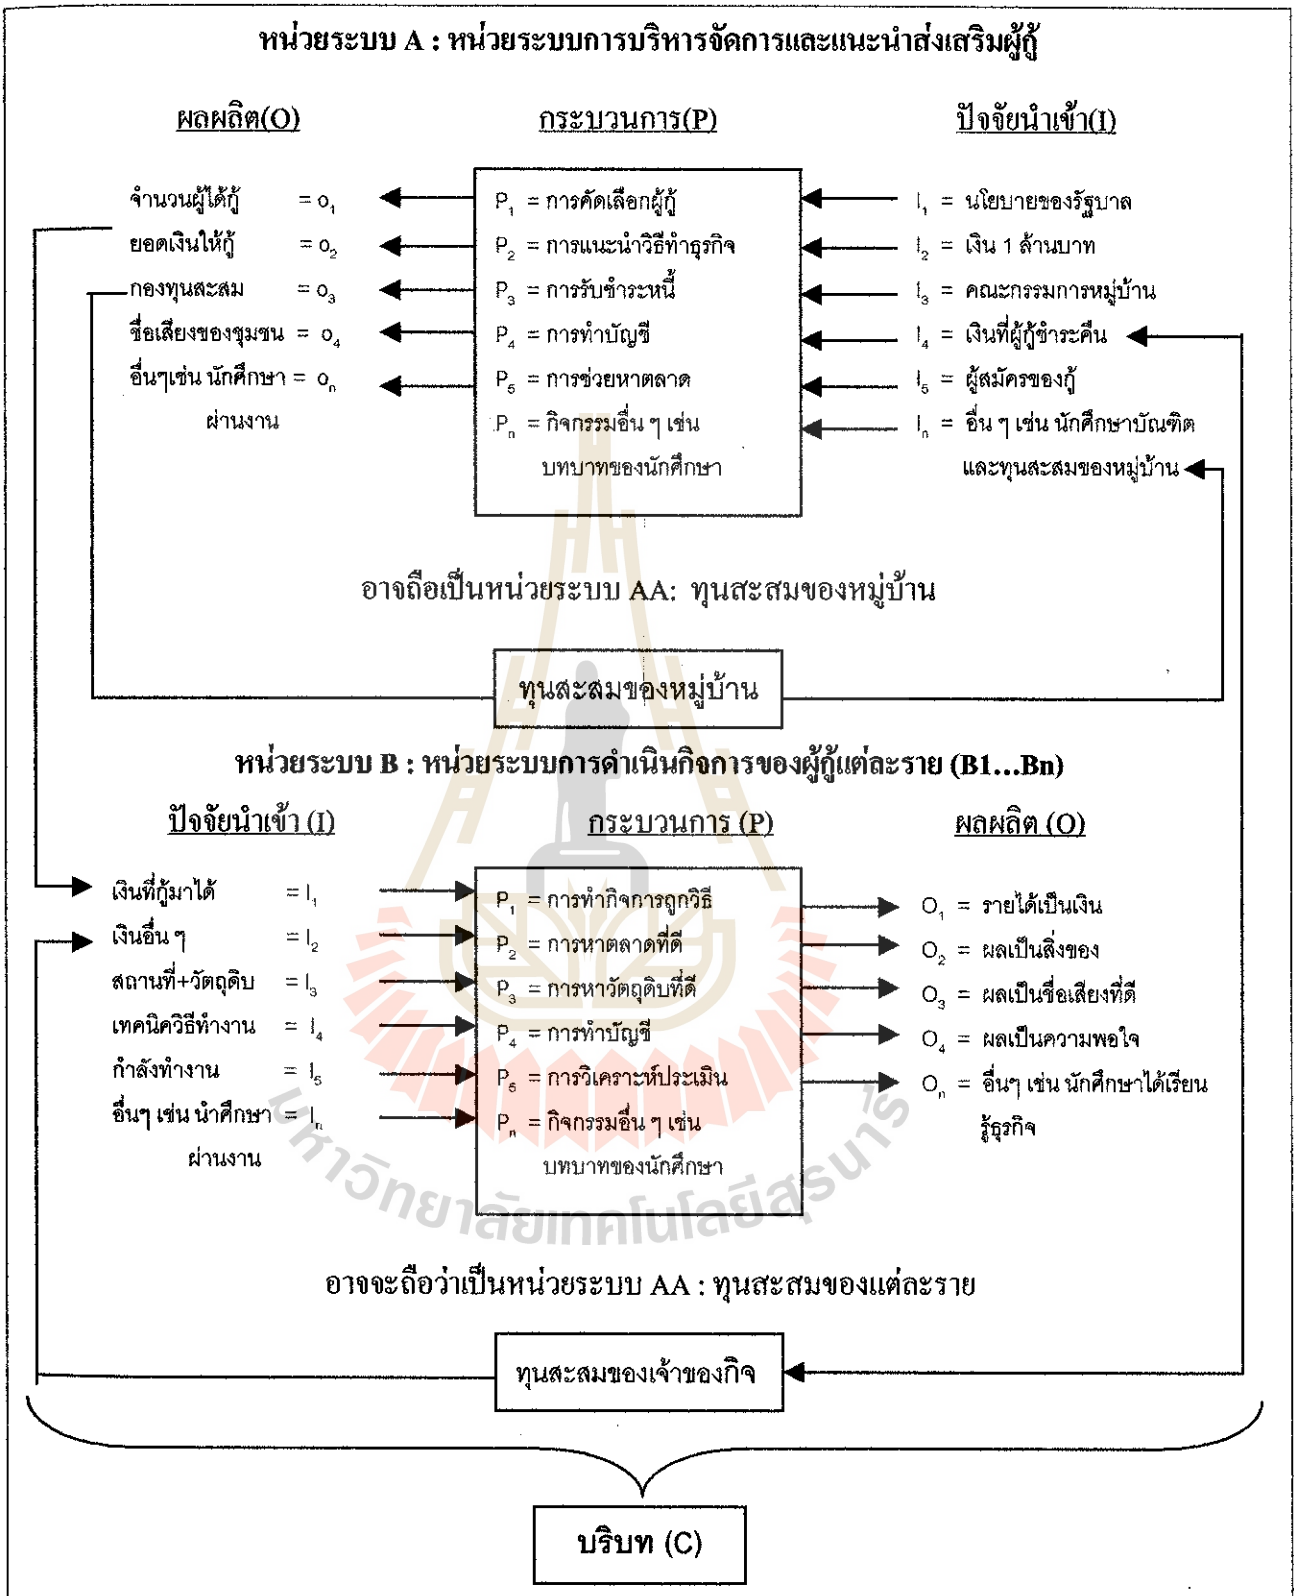 หน่วยระบบ A : หน่วยระบบการบริหารจัดการและแนะนำส่งเสริมผู้กู้
ผลผลิต(O) กระบวนการ(P) ปัจจัยนำเข้า(I)
จำนวนผู้ได้กู้ = o1 P1 = การคัดเลือกผู้กู้ I1 = นโยบายของรัฐบาล
ยอดเงินให้กู้ = o2 P2 = การแนะนำวิธีทำธุรกิจ I2 = เงิน 1 ล้านบาท
กองทุนสะสม = o3 P3 = การรับชำระหนี้ I3 = คณะกรรมการหมู่บ้าน
ชื่อเสียงของชุมชน = o4 P4 = การทำบัญชี I4 = เงินที่ผู้กู้ชำระคืน
อื่นๆเช่น นักศึกษา = on P5 = การช่วยหาตลาด I5 = ผู้สมัครของกู้
ผ่านงาน Pn = กิจกรรมอื่น ๆ เช่น In = อื่น ๆ เช่น นักศึกษาบัณฑิต
บทบาทของนักศึกษา และทุนสะสมของหมู่บ้าน
อาจถือเป็นหน่วยระบบ AA: ทุนสะสมของหมู่บ้าน
ทุนสะสมของหมู่บ้าน
หน่วยระบบ B : หน่วยระบบการดำเนินกิจการของผู้กู้แต่ละราย (B1...Bn)
ปัจจัยนำเข้า (I) กระบวนการ (P) ผลผลิต (O)
เงินที่กู้มาได้ = I1 P1 = การทำกิจการถูกวิธี O1 = รายได้เป็นเงิน
เงินอื่น ๆ = I2 P2 = การหาตลาดที่ดี O2 = ผลเป็นสิ่งของ
สถานที่+วัตถุดิบ = I3 P3 = การหาวัตถุดิบที่ดี O3 = ผลเป็นชื่อเสียงที่ดี
เทคนิควิธีทำงาน = I4 P4 = การทำบัญชี O4 = ผลเป็นความพอใจ
กำลังทำงาน = I5 P5 = การวิเคราะห์ประเมิน On = อื่นๆ เช่น นักศึกษาได้เรียน
อื่นๆ เช่น นำศึกษา = In Pn = กิจกรรมอื่น ๆ เช่น รู้ธุรกิจ
ผ่านงาน บทบาทของนักศึกษา
มหาวิทยาลัยเทคโนโลยีสุรนารี
อาจจะถือว่าเป็นหน่วยระบบ AA : ทุนสะสมของแต่ละราย
ทุนสะสมของเจ้าของกิจ
บริบท (C)